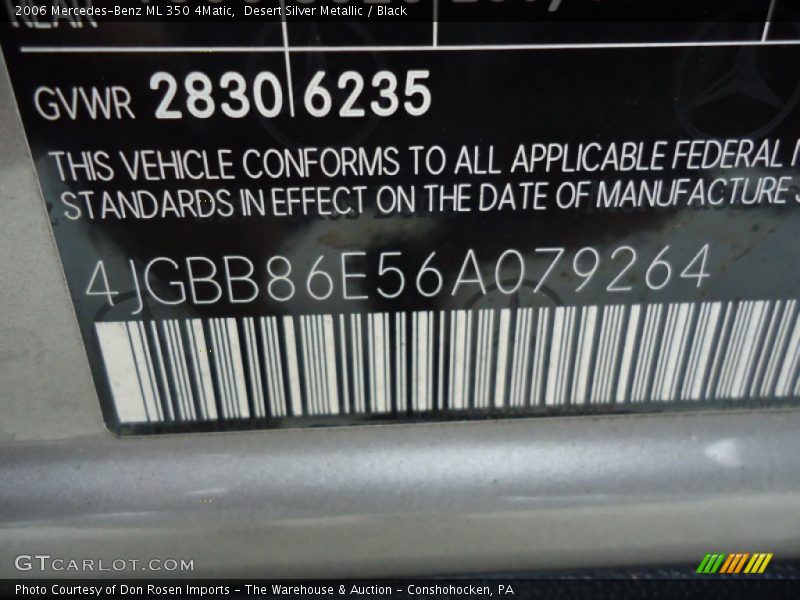 2006 Mercedes-Benz ML 350 4Matic, Desert Silver Metallic / Black
GVWR 2830 6235
THIS VEHICLE CONFORMS TO ALL APPLICABLE FEDERAL
STANDARDS IN EFFECT ON THE DATE OF MANUFACTURE
4JGBB86E56A079264
GTCARLOT.COM
Photo Courtesy of Don Rosen Imports - The Warehouse & Auction - Conshohocken, PA